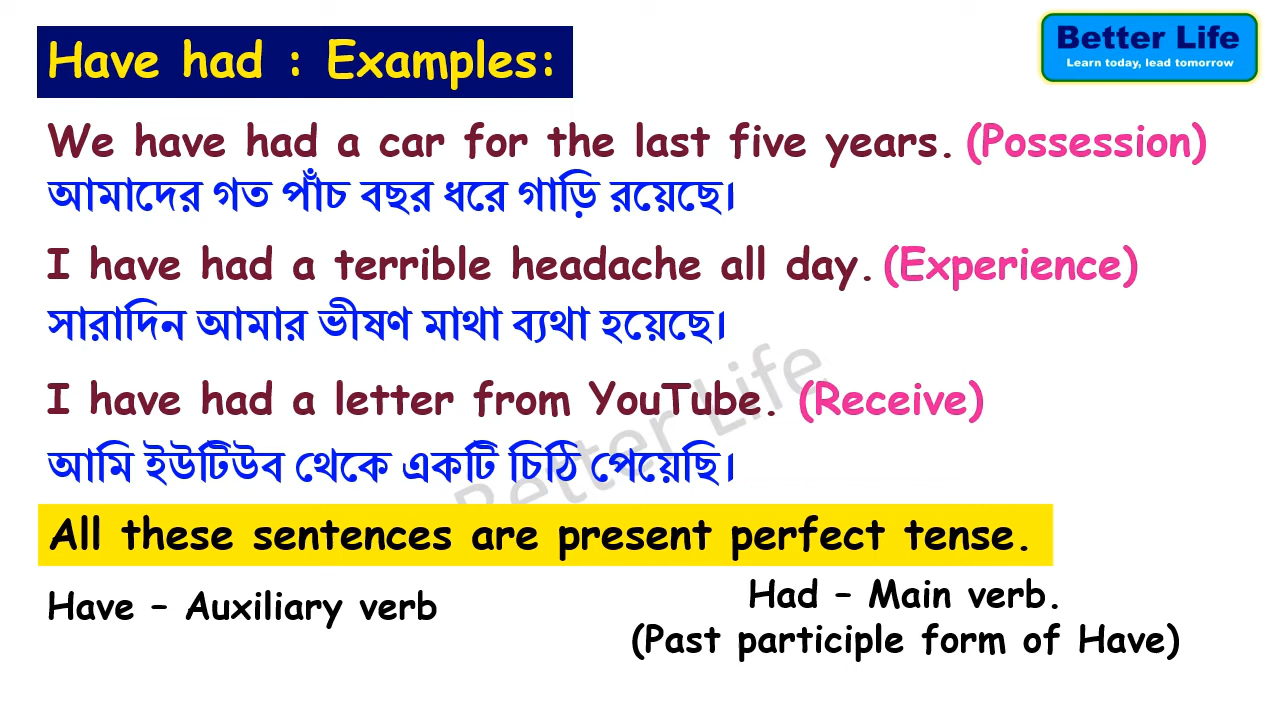 Have had : Examples:
Better Life
Learn today, lead tomorrow
We have had a car for the last five years. (Possession)
আমাদের গত পাঁচ বছর ধরে গাড়ি রয়েছে।
I have had a terrible headache all day. (Experience)
সারাদিন আমার ভীষণ মাথা ব্যথা হয়েছে।
I have had a letter from YouTube. (Receive)
আমি ইউটিউব থেকে একটি চিঠি পেয়েছি।
Better Life
All these sentences are present perfect tense.
Have – Auxiliary verb
Had – Main verb.
(Past participle form of Have)